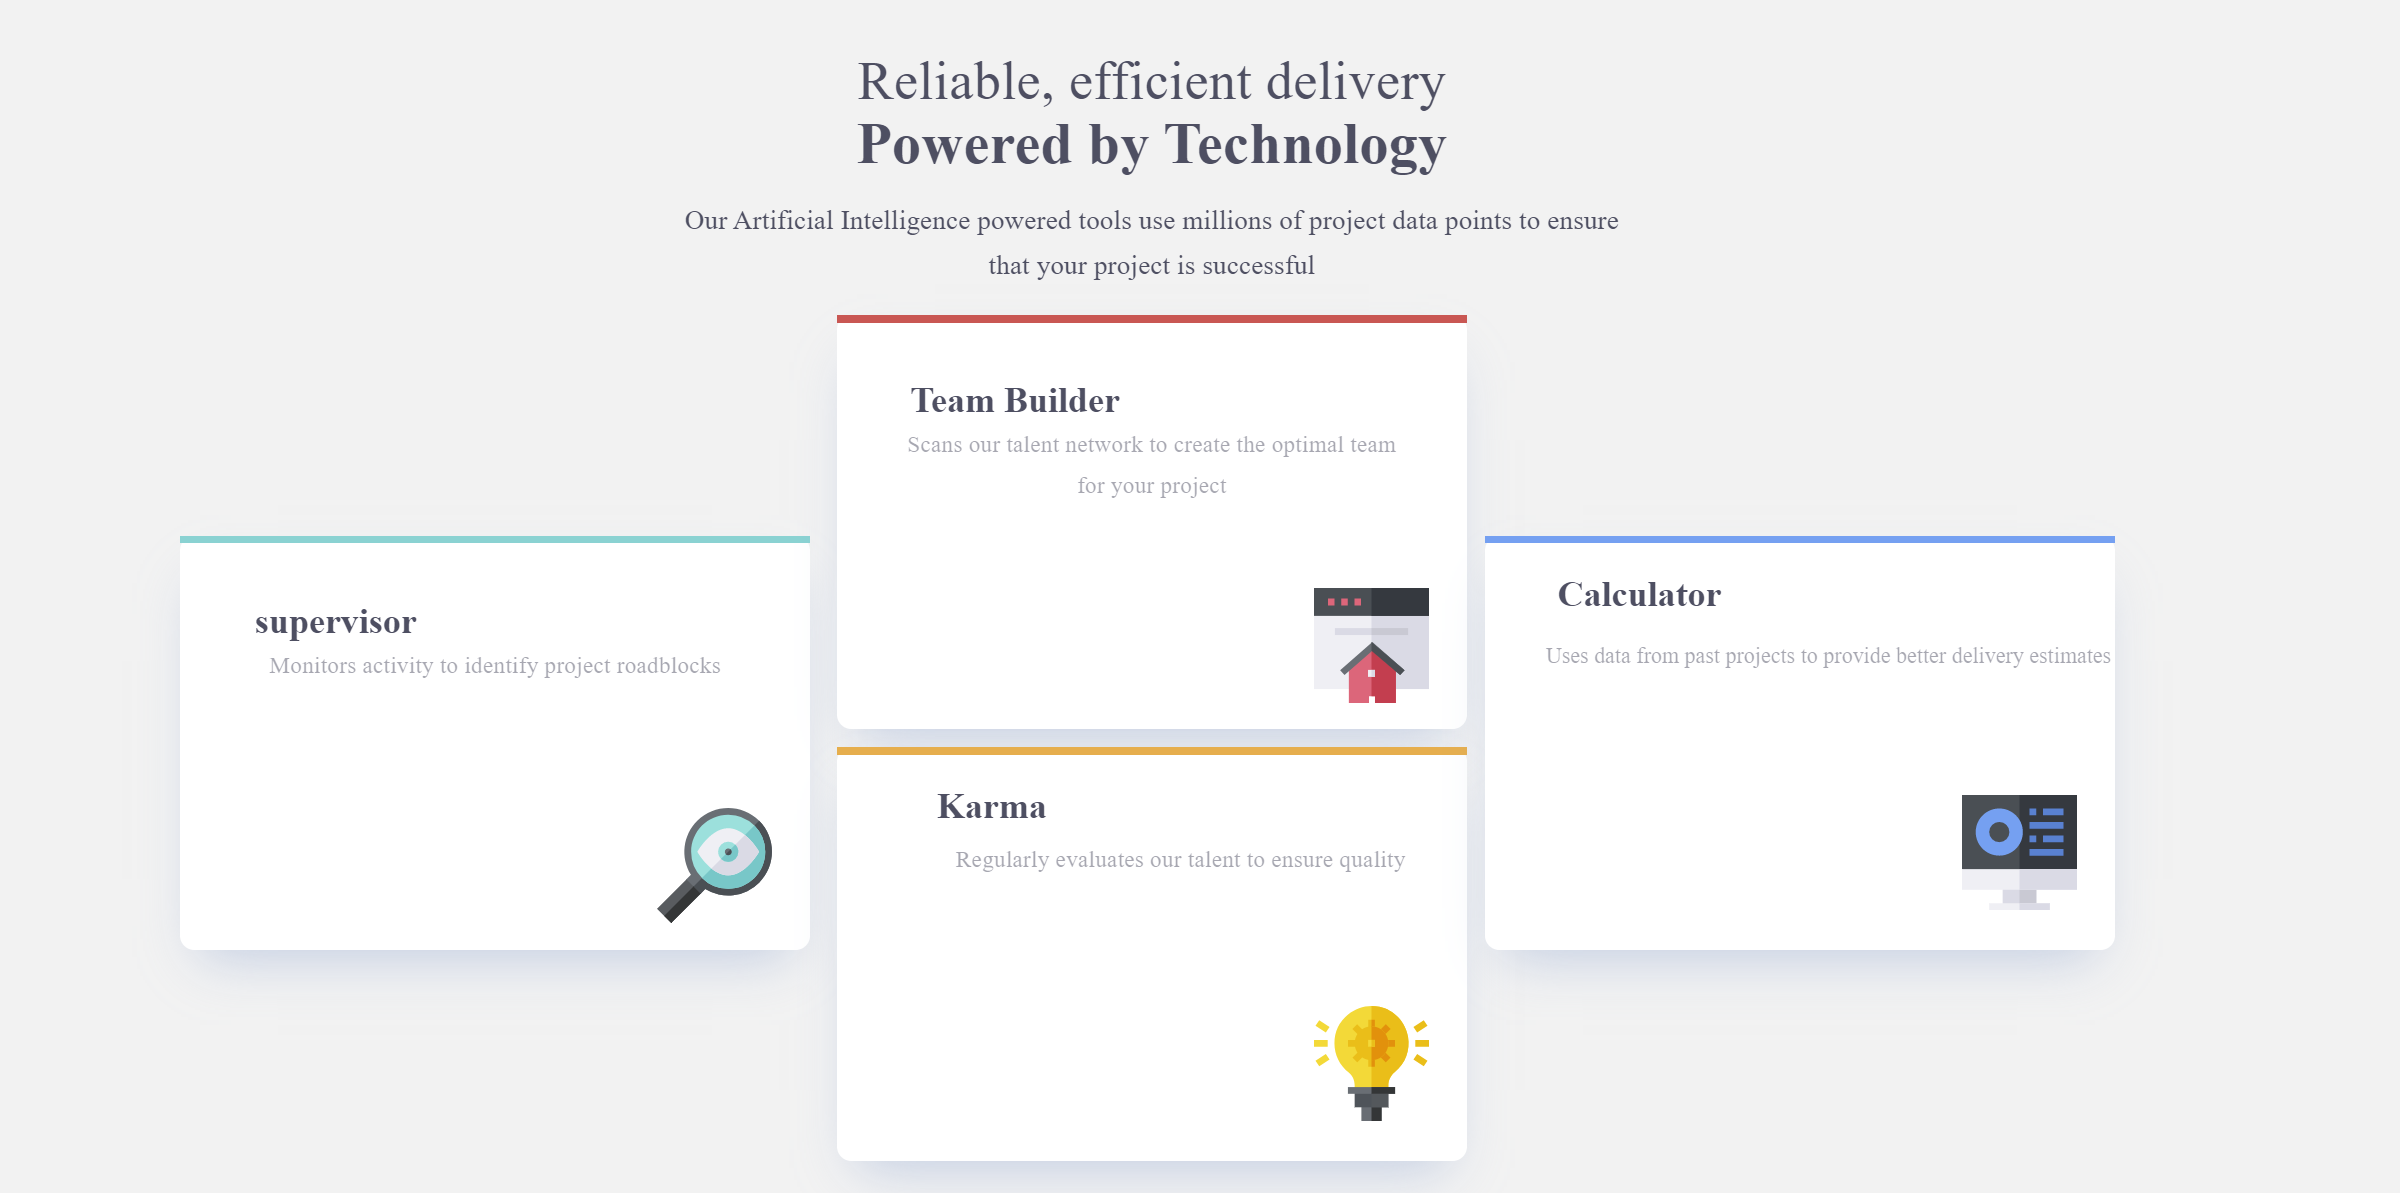 Reliable, efficient delivery
Powered by Technology
Our Artificial Intelligence powered tools use millions of project data points to ensure
that your project is successful
Team Builder
Scans our talent network to create the optimal team
for your project
supervisor
Monitors activity to identify project roadblocks
Calculator
Uses data from past projects to provide better delivery estimates
Karma
Regularly evaluates our talent to ensure quality